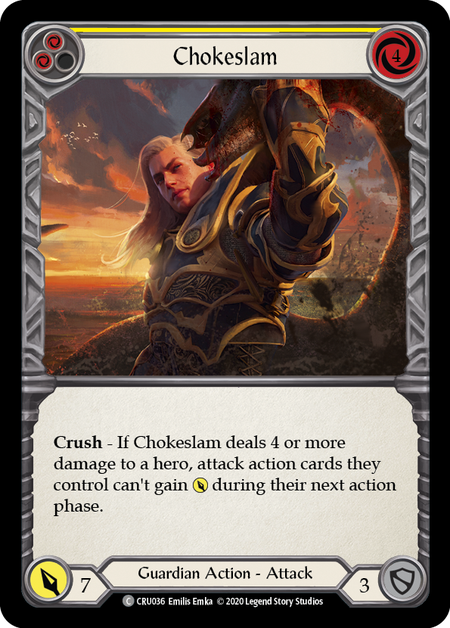 Chokeslam
4
Crush - If Chokeslam deals 4 or more
damage to a hero, attack action cards they
control can't gain during their next action
phase.
7
Guardian Action - Attack
3
C CRU036 Emilis Emka © 2020 Legend Story Studios